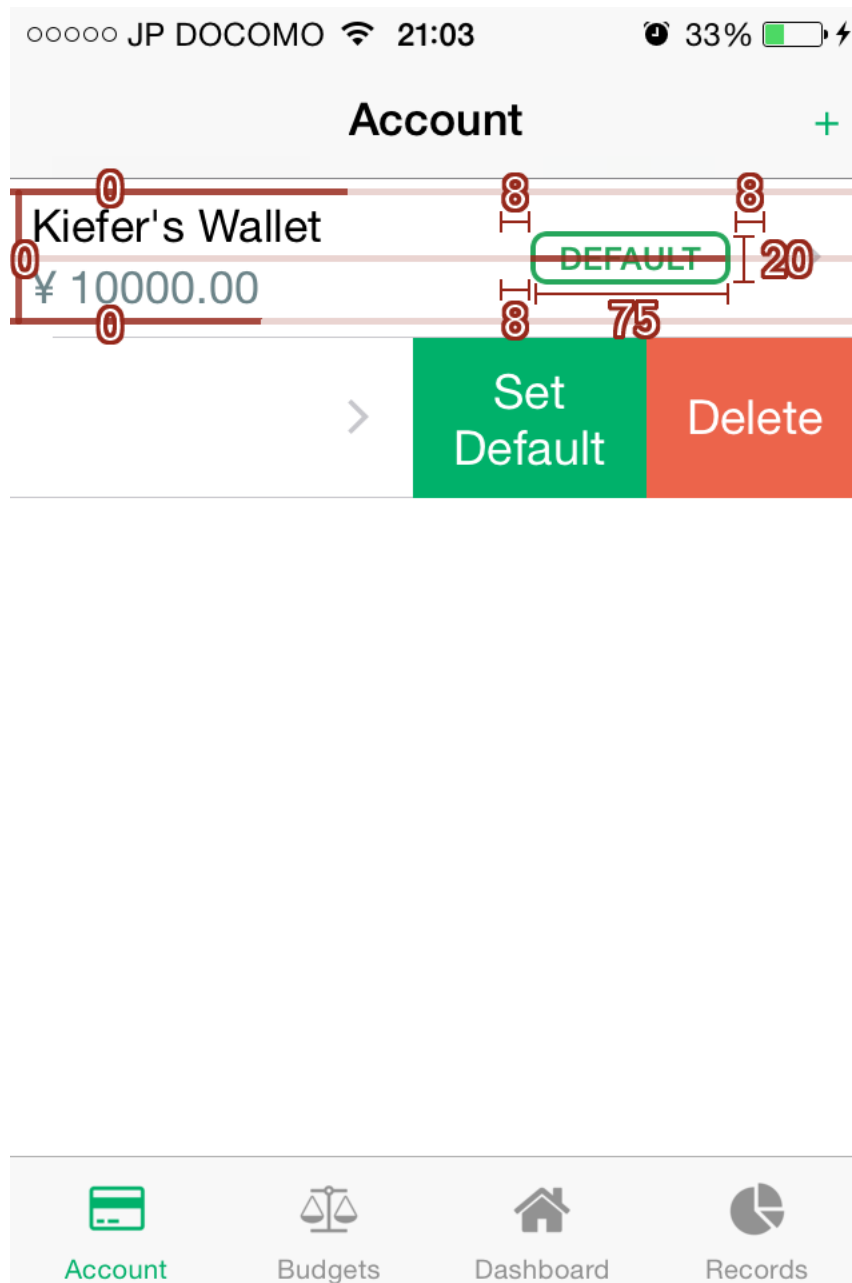 JP DOCOMO 21:03 33%
Account +
0 8 8
Kiefer's Wallet
DEFAULT
0 20
¥ 10000.00
0 8 75
Set
Default
Delete
Account Budgets Dashboard Records